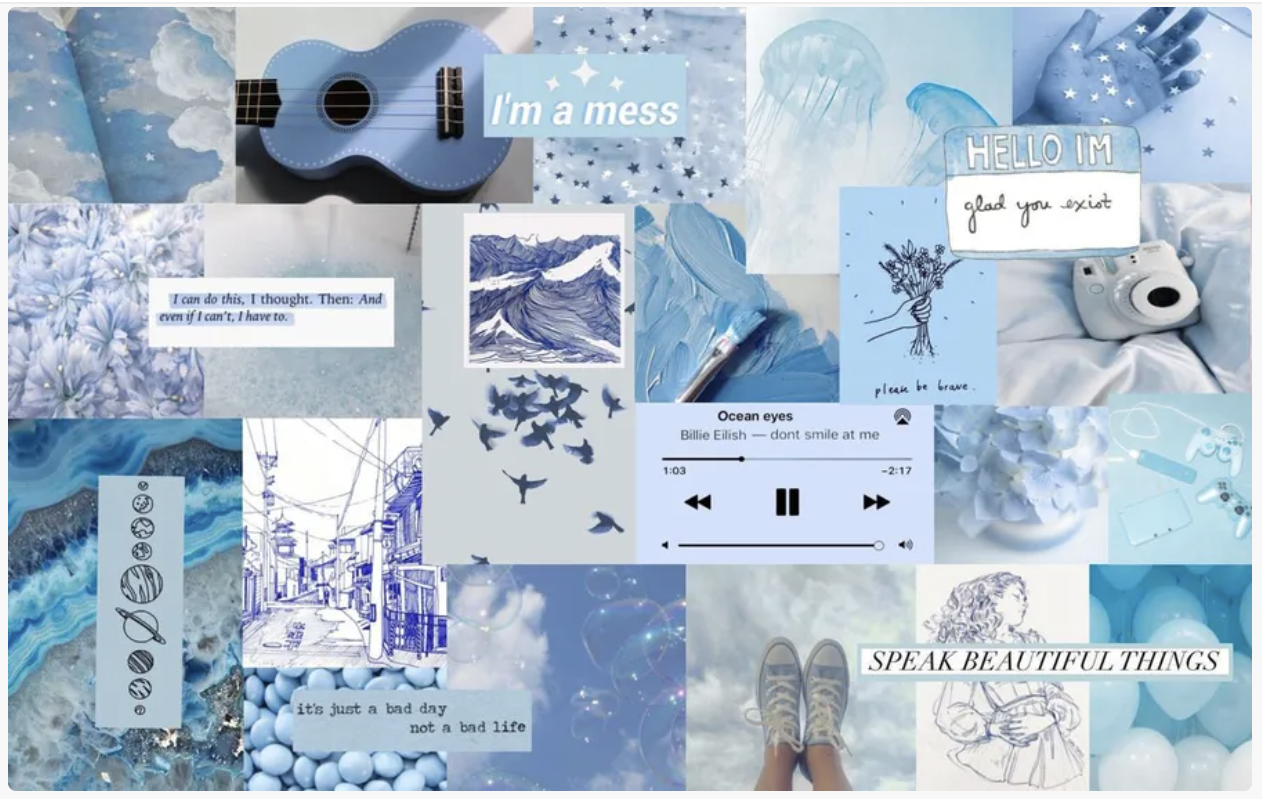 I'm a mess
HELLO I'M
glad you exist
I can do this, I thought. Then: And
even if I can't, I have to.
please be brave.
Ocean eyes
Billie Eilish — dont smile at me
1:03
-2:17
it's just a bad day
not a bad life
SPEAK BEAUTIFUL THINGS